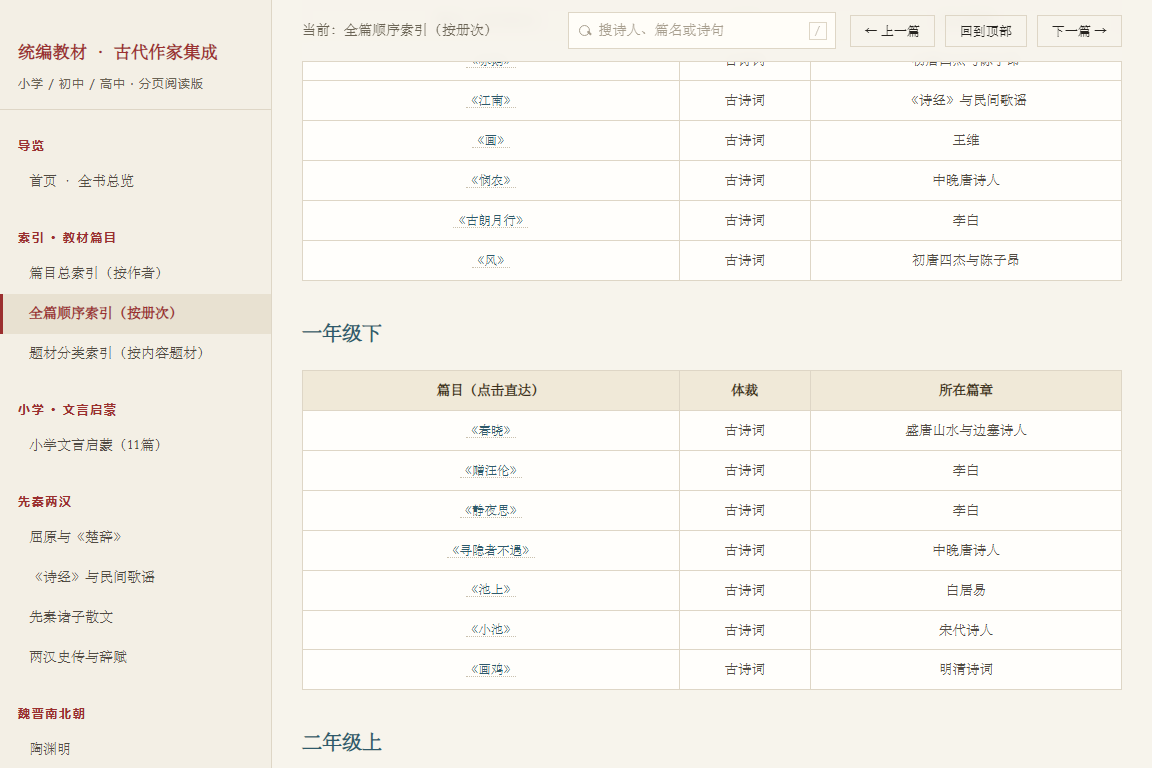 统编教材 · 古代作家集成
小学 / 初中 / 高中 · 分页阅读版
导览
首页 · 全书总览
索引 · 教材篇目
篇目总索引（按作者）
全篇顺序索引（按册次）
题材分类索引（按内容题材）
小学 · 文言启蒙
小学文言启蒙（11篇）
先秦两汉
屈原与《楚辞》
《诗经》与民间歌谣
先秦诸子散文
两汉史传与辞赋
魏晋南北朝
陶渊明
当前：全篇顺序索引（按册次） 搜诗人、篇名或诗句 / ← 上一篇 回到顶部 下一篇 →
《江南》 古诗词 《诗经》与民间歌谣
《画》 古诗词 王维
《悯农》 古诗词 中晚唐诗人
《古朗月行》 古诗词 李白
《风》 古诗词 初唐四杰与陈子昂
一年级下
篇目（点击直达） 体裁 所在篇章
《春晓》 古诗词 盛唐山水与边塞诗人
《赠汪伦》 古诗词 李白
《静夜思》 古诗词 李白
《寻隐者不遇》 古诗词 中晚唐诗人
《池上》 古诗词 白居易
《小池》 古诗词 宋代诗人
《画鸡》 古诗词 明清诗词
二年级上